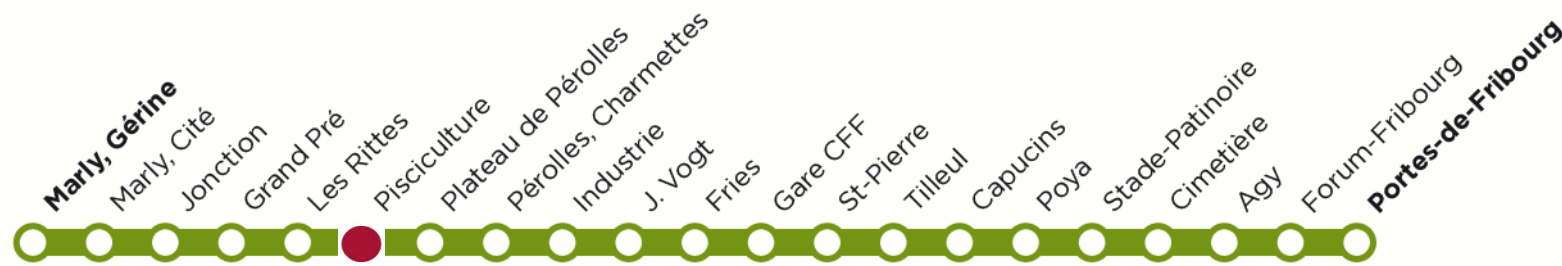 Marly, Gérine
Marly, Cité
Jonction
Grand Pré
Les Rittes
Pisciculture
Plateau de Pérolles
Pérolles, Charmettes
Industrie
J. Vogt
Fries
Gare CFF
St-Pierre
Tilleul
Capucins
Poya
Stade-Patinoire
Cimetière
Agy
Forum-Fribourg
Portes-de-Fribourg